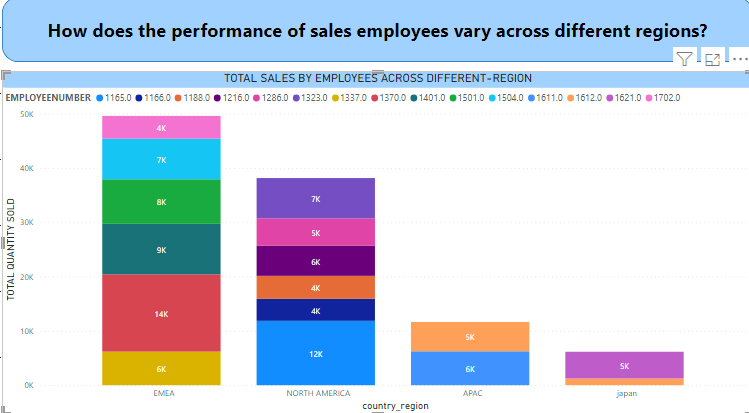 How does the performance of sales employees vary across different regions?
TOTAL SALES BY EMPLOYEES ACROSS DIFFERENT-REGION
EMPLOYEENUMBER 1165.0 1166.0 1188.0 1216.0 1286.0 1323.0 1337.0 1370.0 1401.0 1501.0 1504.0 1611.0 1612.0 1621.0 1702.0
TOTAL QUANTITY SOLD
50K
40K
30K
20K
10K
0K
4K
7K
8K
9K
14K
6K
7K
5K
6K
4K
4K
12K
5K
6K
5K
EMEA NORTH AMERICA APAC japan
country_region